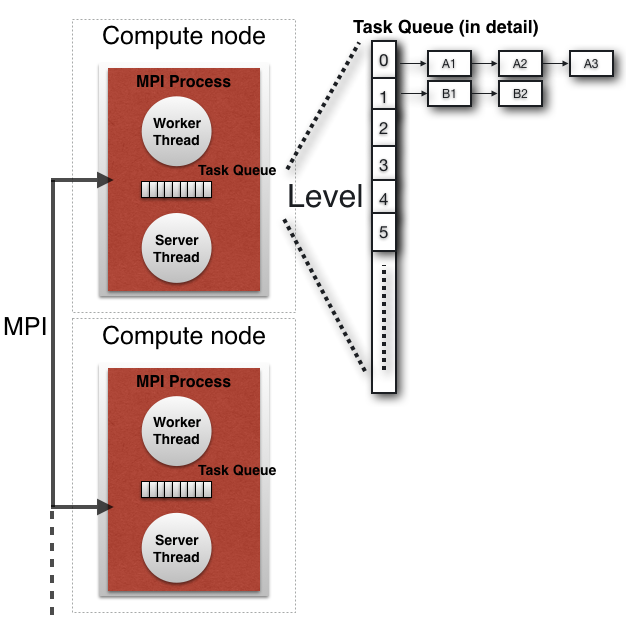 Compute node
MPI Process
Worker
Thread
Task Queue
Server
Thread
MPI
Compute node
MPI Process
Worker
Thread
Task Queue
Server
Thread
Task Queue (in detail)
Level
0 A1 A2 A3
1 B1 B2
2
3
4
5